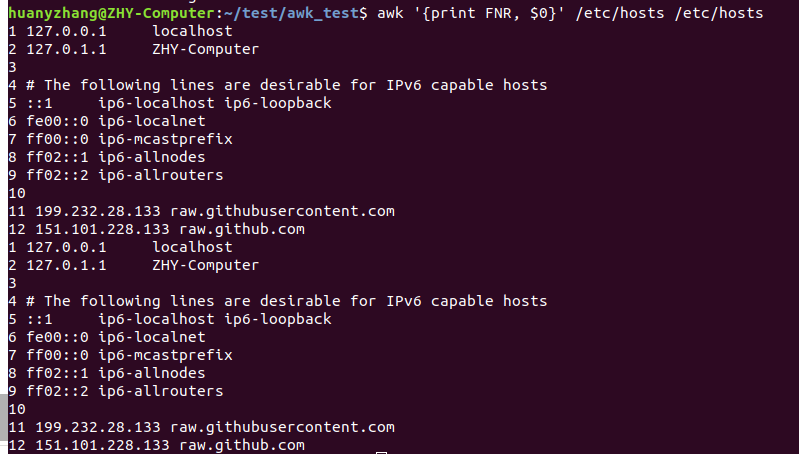 huanyzhang@ZHY-Computer:~/test/awk_test$ awk '{print FNR, $0}' /etc/hosts /etc/hosts
1 127.0.0.1     localhost
2 127.0.1.1     ZHY-Computer
3
4 # The following lines are desirable for IPv6 capable hosts
5 ::1     ip6-localhost ip6-loopback
6 fe00::0 ip6-localnet
7 ff00::0 ip6-mcastprefix
8 ff02::1 ip6-allnodes
9 ff02::2 ip6-allrouters
10
11 199.232.28.133 raw.githubusercontent.com
12 151.101.228.133 raw.github.com
1 127.0.0.1     localhost
2 127.0.1.1     ZHY-Computer
3
4 # The following lines are desirable for IPv6 capable hosts
5 ::1     ip6-localhost ip6-loopback
6 fe00::0 ip6-localnet
7 ff00::0 ip6-mcastprefix
8 ff02::1 ip6-allnodes
9 ff02::2 ip6-allrouters
10
11 199.232.28.133 raw.githubusercontent.com
12 151.101.228.133 raw.github.com